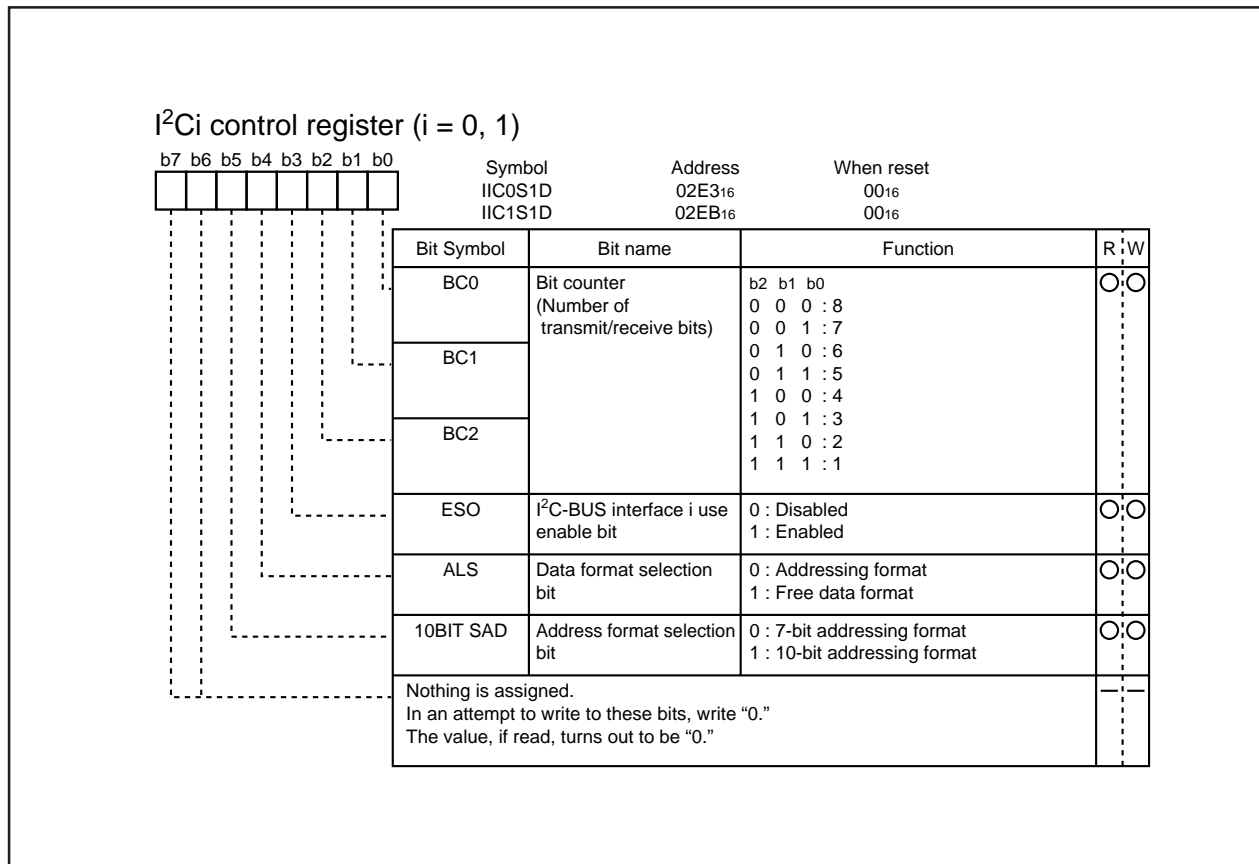 I²Ci control register (i = 0, 1)
b7 b6 b5 b4 b3 b2 b1 b0
Symbol Address When reset
IIC0S1D 02E316 0016
IIC1S1D 02EB16 0016
Bit Symbol Bit name Function R W
BC0 Bit counter b2 b1 b0
(Number of 0 0 0 : 8
transmit/receive bits) 0 0 1 : 7
BC1 0 1 0 : 6
0 1 1 : 5
1 0 0 : 4
BC2 1 0 1 : 3
1 1 0 : 2
1 1 1 : 1
ESO I²C-BUS interface i use 0 : Disabled
enable bit 1 : Enabled
ALS Data format selection 0 : Addressing format
bit 1 : Free data format
10BIT SAD Address format selection 0 : 7-bit addressing format
bit 1 : 10-bit addressing format
Nothing is assigned. — —
In an attempt to write to these bits, write “0.”
The value, if read, turns out to be “0.”